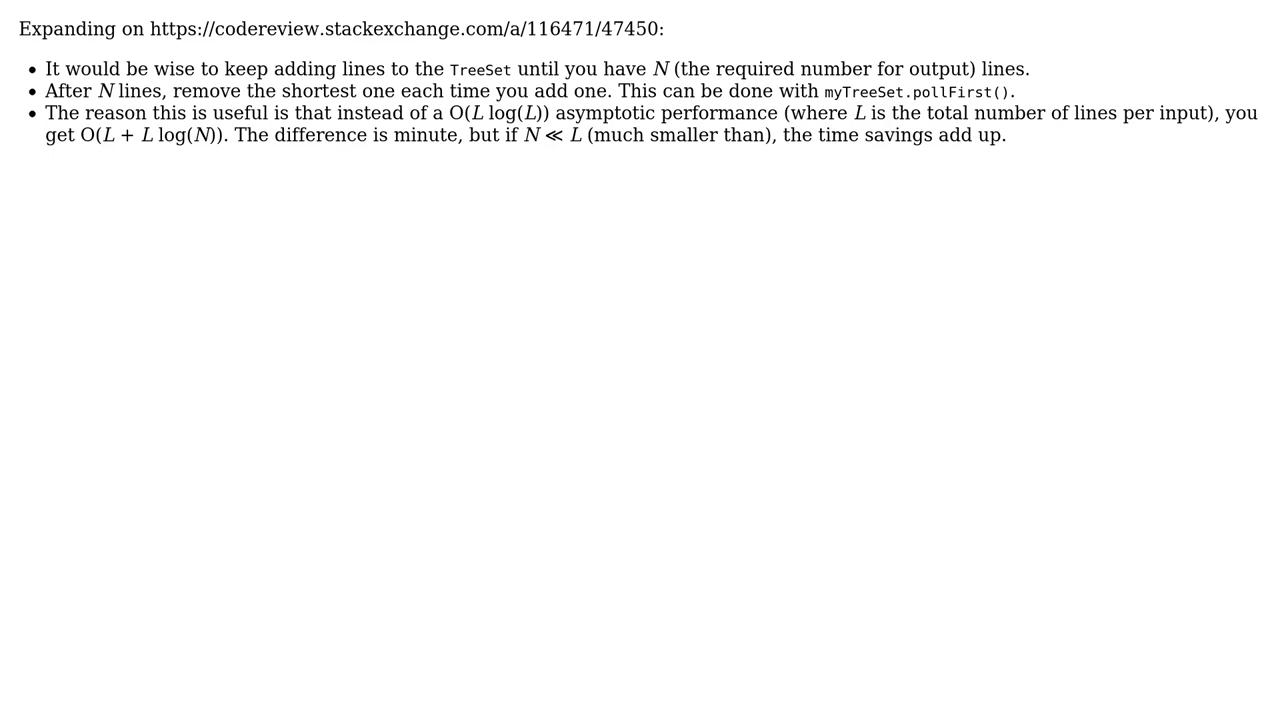 Expanding on https://codereview.stackexchange.com/a/116471/47450:
• It would be wise to keep adding lines to the TreeSet until you have N (the required number for output) lines.
• After N lines, remove the shortest one each time you add one. This can be done with myTreeSet.pollFirst().
• The reason this is useful is that instead of a O(L log(L)) asymptotic performance (where L is the total number of lines per input), you
get O(L + L log(N)). The difference is minute, but if N ≪ L (much smaller than), the time savings add up.